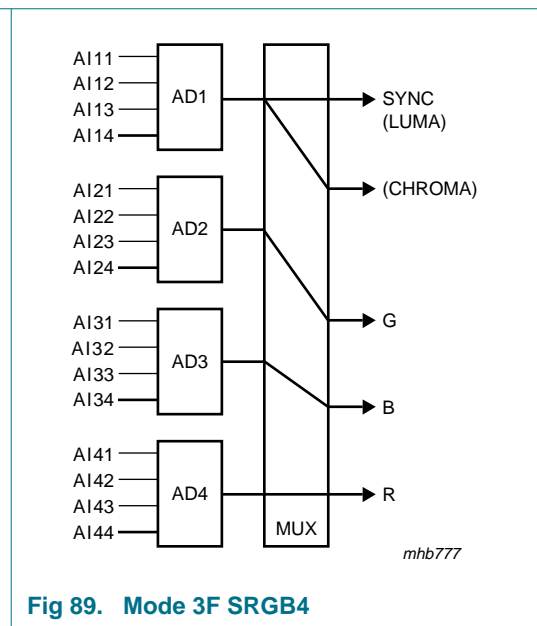 AI11
AI12
AI13
AI14
AD1
SYNC
(LUMA)
(CHROMA)
AI21
AI22
AI23
AI24
AD2
G
AI31
AI32
AI33
AI34
AD3
B
AI41
AI42
AI43
AI44
AD4
R
MUX
mhb777
Fig 89. Mode 3F SRGB4